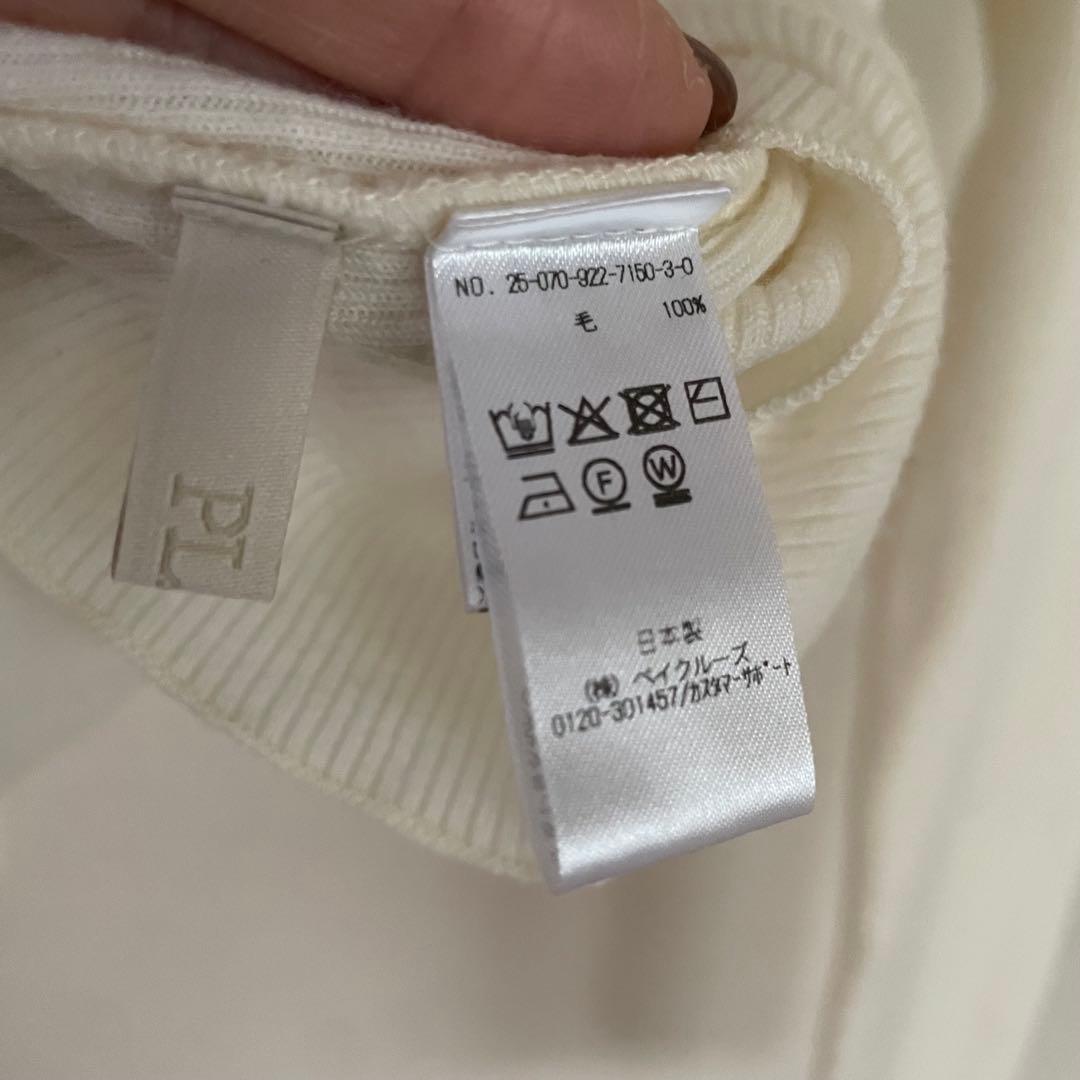 NO. 25-070-922-7150-3-0
毛 100%
F W
日本製
(株) ベイクルーズ
0120-301457/カスタマーサポート
PL.